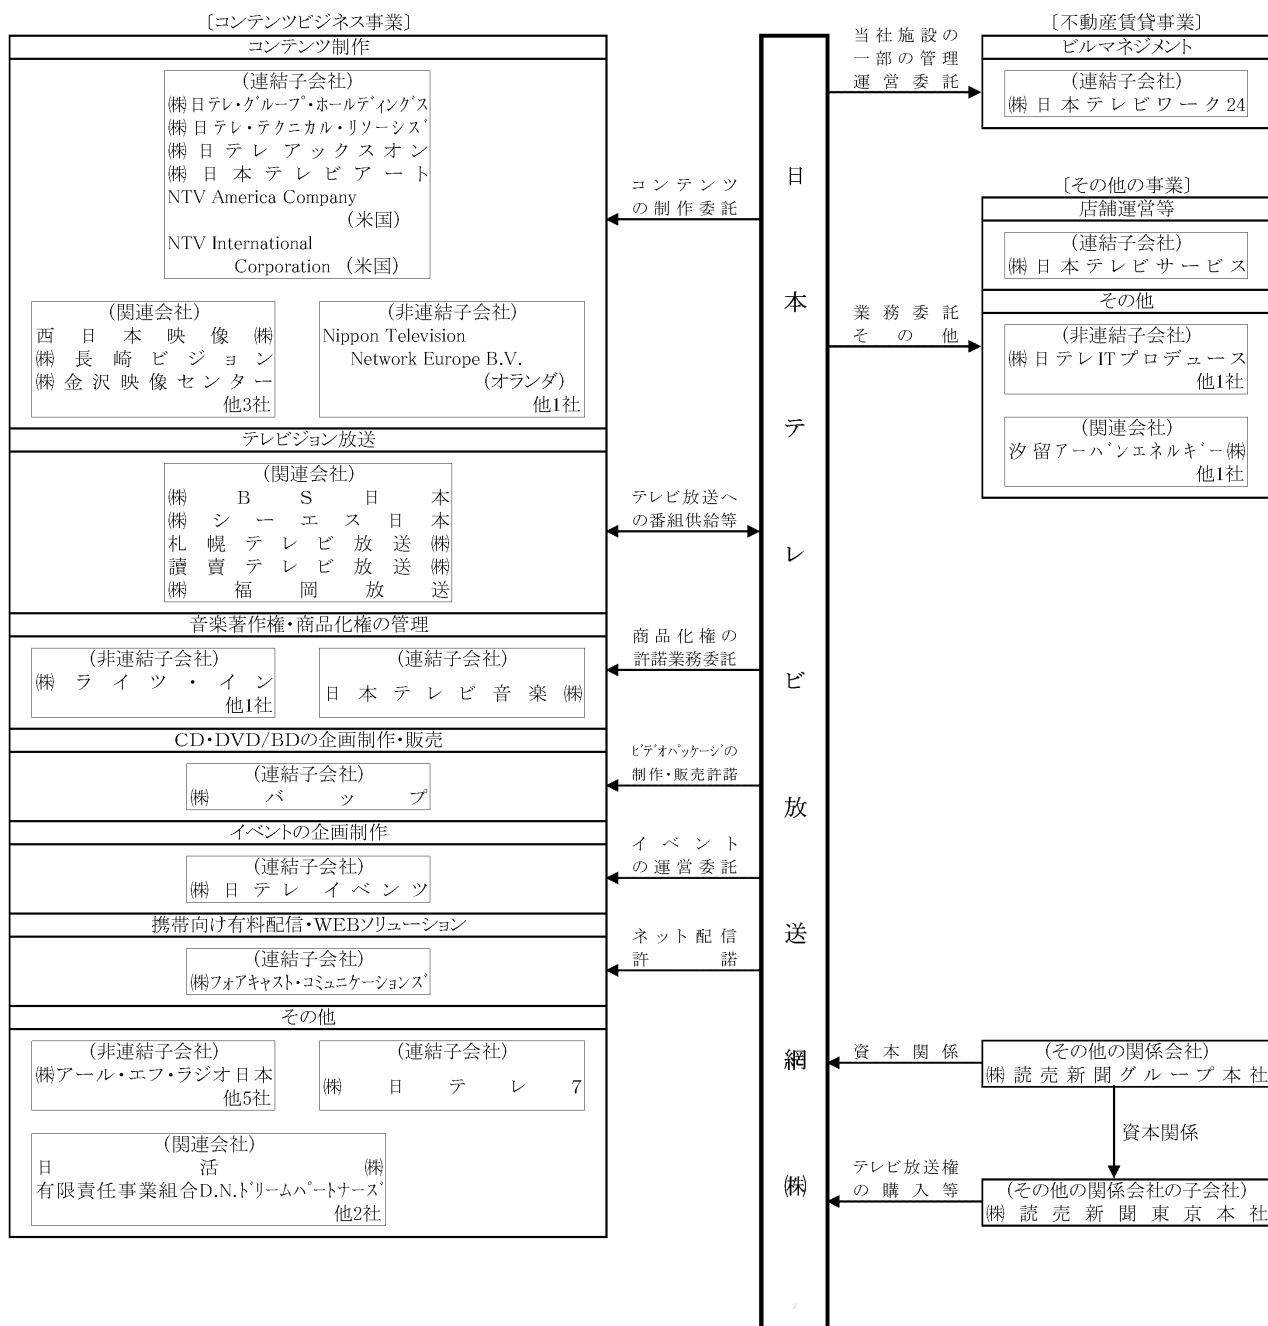 〔コンテンツビジネス事業〕
コンテンツ制作
(連結子会社)
㈱日テレ・グループ・ホールディングス
㈱日テレ・テクニカル・リソーシズ
㈱日テレアックスオン
㈱日本テレビアート
NTV America Company
(米国)
NTV International
Corporation (米国)
(関連会社)
西日本映像㈱
㈱長崎ビジョン
㈱金沢映像センター
他3社
(非連結子会社)
Nippon Television
Network Europe B.V.
(オランダ)
他1社
テレビジョン放送
(関連会社)
㈱BS日本
㈱シーエス日本
札幌テレビ放送㈱
讀賣テレビ放送㈱
㈱福岡放送
音楽著作権・商品化権の管理
(非連結子会社)
㈱ライツ・イン
他1社
(連結子会社)
日本テレビ音楽㈱
CD・DVD/BDの企画制作・販売
(連結子会社)
㈱バップ
イベントの企画制作
(連結子会社)
㈱日テレイベンツ
携帯向け有料配信・WEBソリューション
(連結子会社)
㈱フォアキャスト・コミュニケーションズ
その他
(非連結子会社)
㈱アール・エフ・ラジオ日本
他5社
(連結子会社)
㈱日テレ7
(関連会社)
日活㈱
有限責任事業組合D.N.ドリームパートナーズ
他2社
コンテンツ
の制作委託
テレビ放送へ
の番組供給等
商品化権の
許諾業務委託
ビデオパッケージの
制作・販売許諾
イベント
の運営委託
ネット配信
許諾
日本テレビ放送網㈱
当社施設の
一部の管理
運営委託
業務委託
その他
資本関係
テレビ放送権
の購入等
〔不動産賃貸事業〕
ビルマネジメント
(連結子会社)
㈱日本テレビワーク24
〔その他の事業〕
店舗運営等
(連結子会社)
㈱日本テレビサービス
その他
(非連結子会社)
㈱日テレITプロデュース
他1社
(関連会社)
汐留アーバンエネルギー㈱
他1社
(その他の関係会社)
㈱読売新聞グループ本社
資本関係
(その他の関係会社の子会社)
㈱読売新聞東京本社